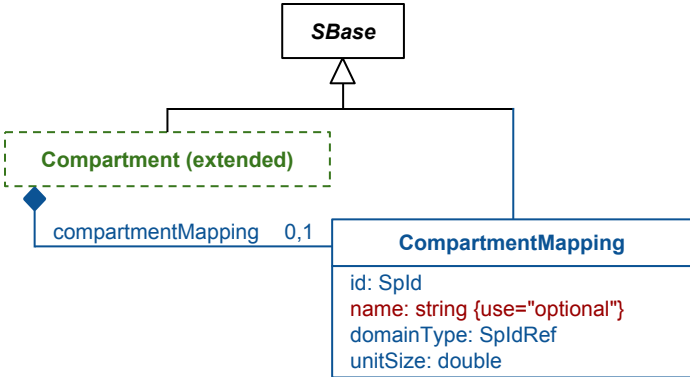 SBase
Compartment (extended)
compartmentMapping 0,1
CompartmentMapping
id: SpId
name: string {use="optional"}
domainType: SpIdRef
unitSize: double